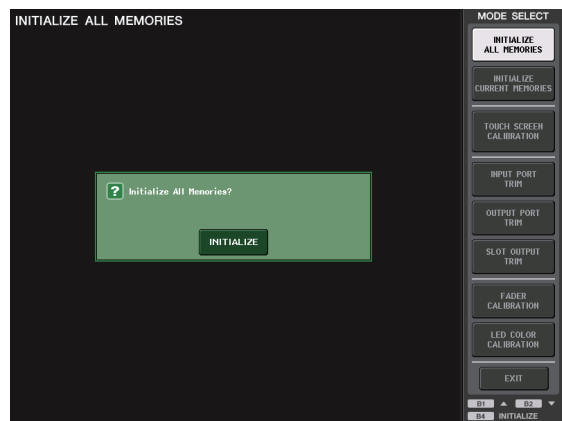 INITIALIZE ALL MEMORIES
MODE SELECT
INITIALIZE
ALL MEMORIES
INITIALIZE
CURRENT MEMORIES
TOUCH SCREEN
CALIBRATION
INPUT PORT
TRIM
OUTPUT PORT
TRIM
SLOT OUTPUT
TRIM
FADER
CALIBRATION
LED COLOR
CALIBRATION
EXIT
B1 ▲ B2 ▼
B4 INITIALIZE
? Initialize All Memories?
INITIALIZE